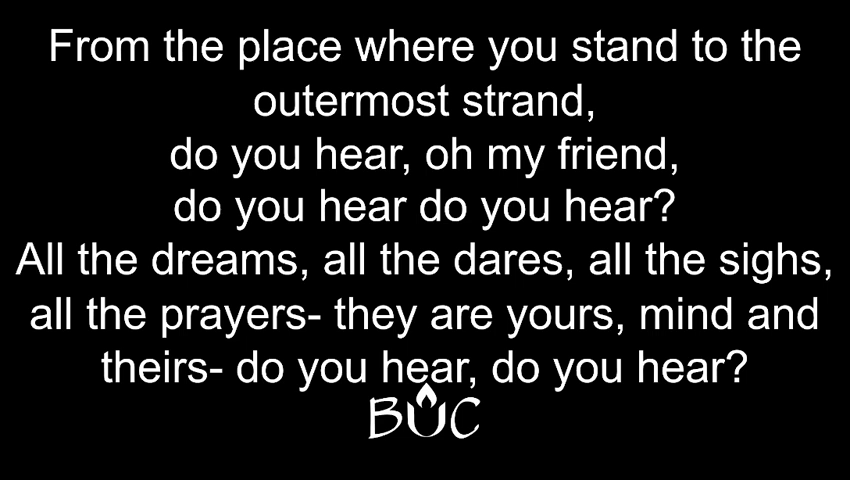 From the place where you stand to the
outermost strand,
do you hear, oh my friend,
do you hear do you hear?
All the dreams, all the dares, all the sighs,
all the prayers- they are yours, mind and
theirs- do you hear, do you hear?
BUC